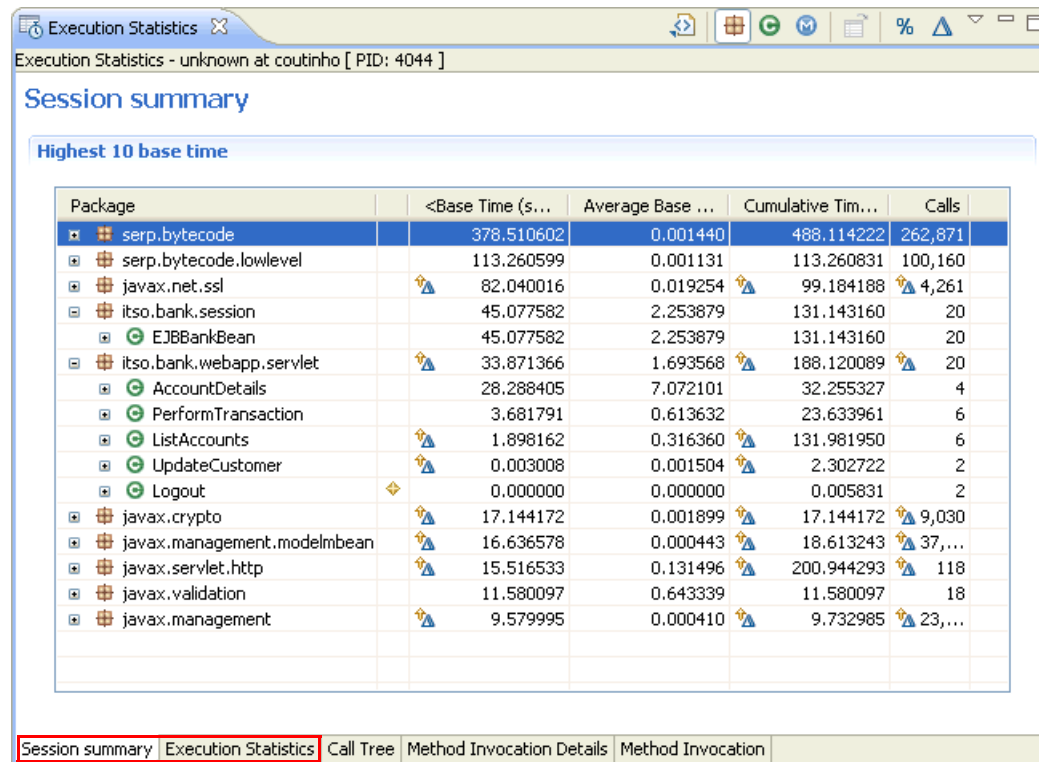 Execution Statistics
%
Execution Statistics - unknown at coutinho [ PID: 4044 ]
Session summary
Highest 10 base time
Package <Base Time (s... Average Base ... Cumulative Tim... Calls
serp.bytecode 378.510602 0.001440 488.114222 262,871
serp.bytecode.lowlevel 113.260599 0.001131 113.260831 100,160
javax.net.ssl 82.040016 0.019254 99.184188 4,261
itso.bank.session 45.077582 2.253879 131.143160 20
C EJBBankBean 45.077582 2.253879 131.143160 20
itso.bank.webapp.servlet 33.871366 1.693568 188.120089 20
C AccountDetails 28.288405 7.072101 32.255327 4
C PerformTransaction 3.681791 0.613632 23.633961 6
C ListAccounts 1.898162 0.316360 131.981950 6
C UpdateCustomer 0.003008 0.001504 2.302722 2
C Logout 0.000000 0.000000 0.005831 2
javax.crypto 17.144172 0.001899 17.144172 9,030
javax.management.modelmbean 16.636578 0.000443 18.613243 37,...
javax.servlet.http 15.516533 0.131496 200.944293 118
javax.validation 11.580097 0.643339 11.580097 18
javax.management 9.579995 0.000410 9.732985 23,...
Session summary Execution Statistics Call Tree Method Invocation Details Method Invocation